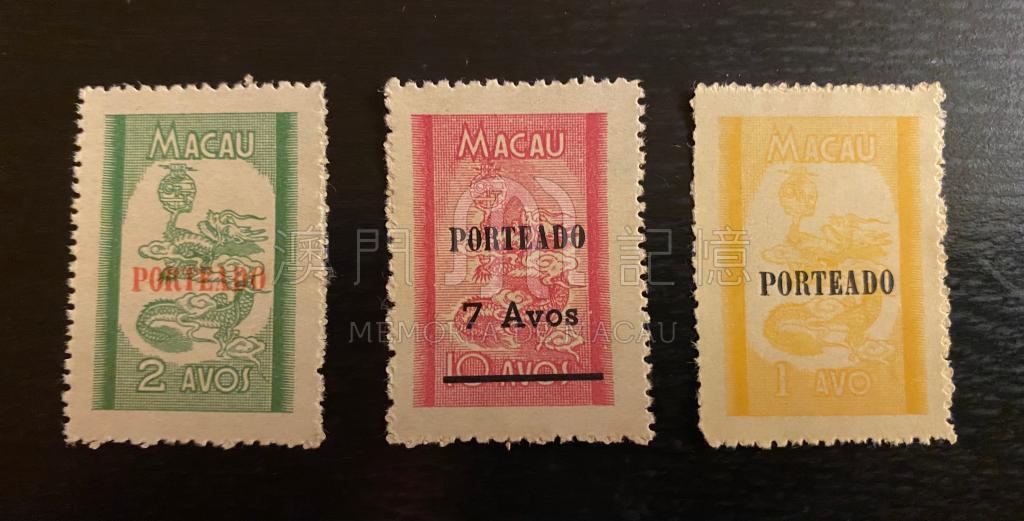 MACAU
PORTEADO
2 AVOS
MACAU
PORTEADO
7 Avos
10 AVOS
MACAU
PORTEADO
1 AVO
澳門記憶
MEMORIA DE MACAU